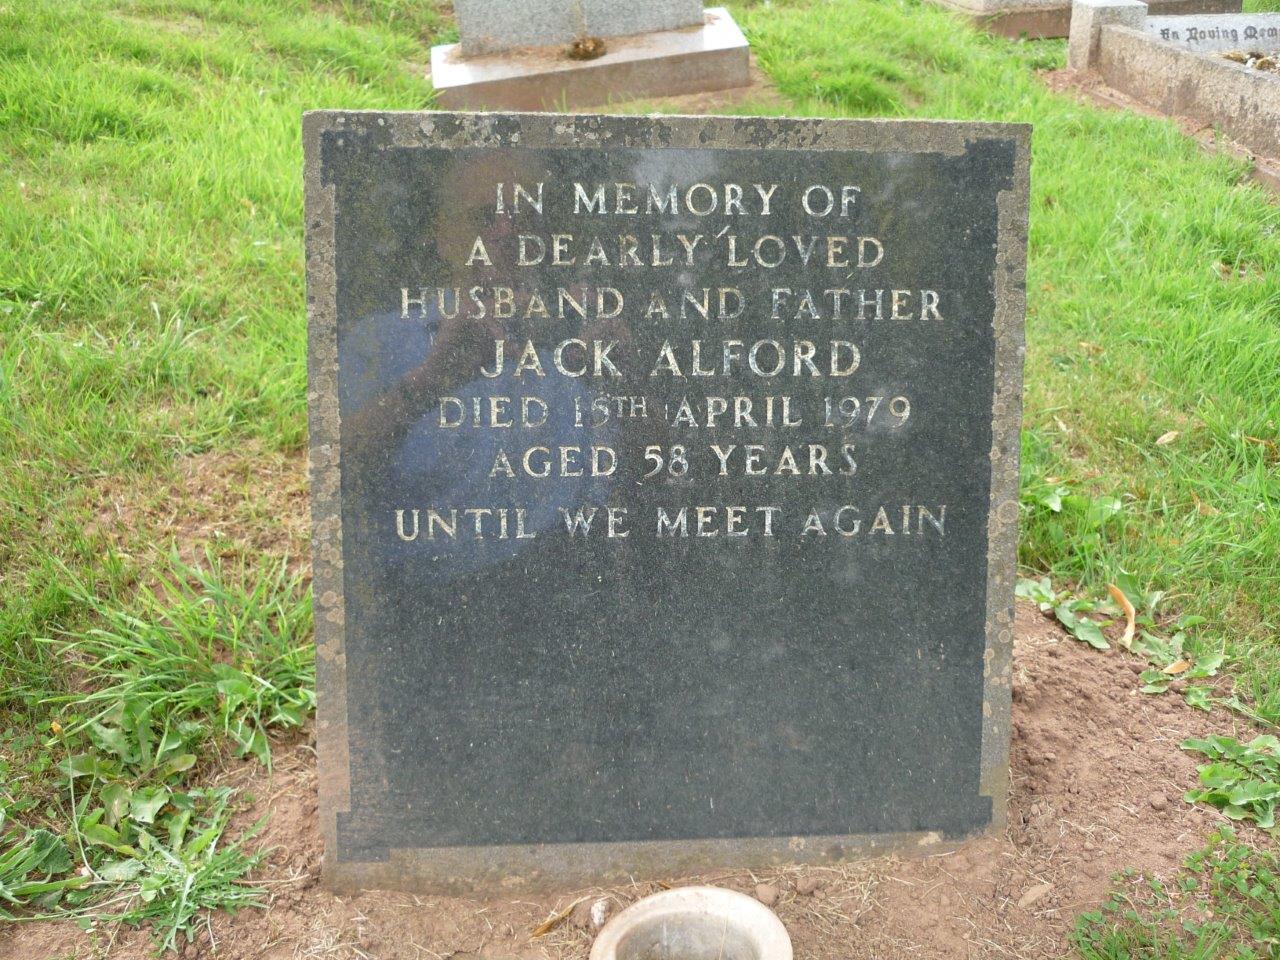 IN MEMORY OF
A DEARLY LOVED
HUSBAND AND FATHER
JACK ALFORD
DIED 15TH APRIL 1979
AGED 58 YEARS
UNTIL WE MEET AGAIN
In Loving